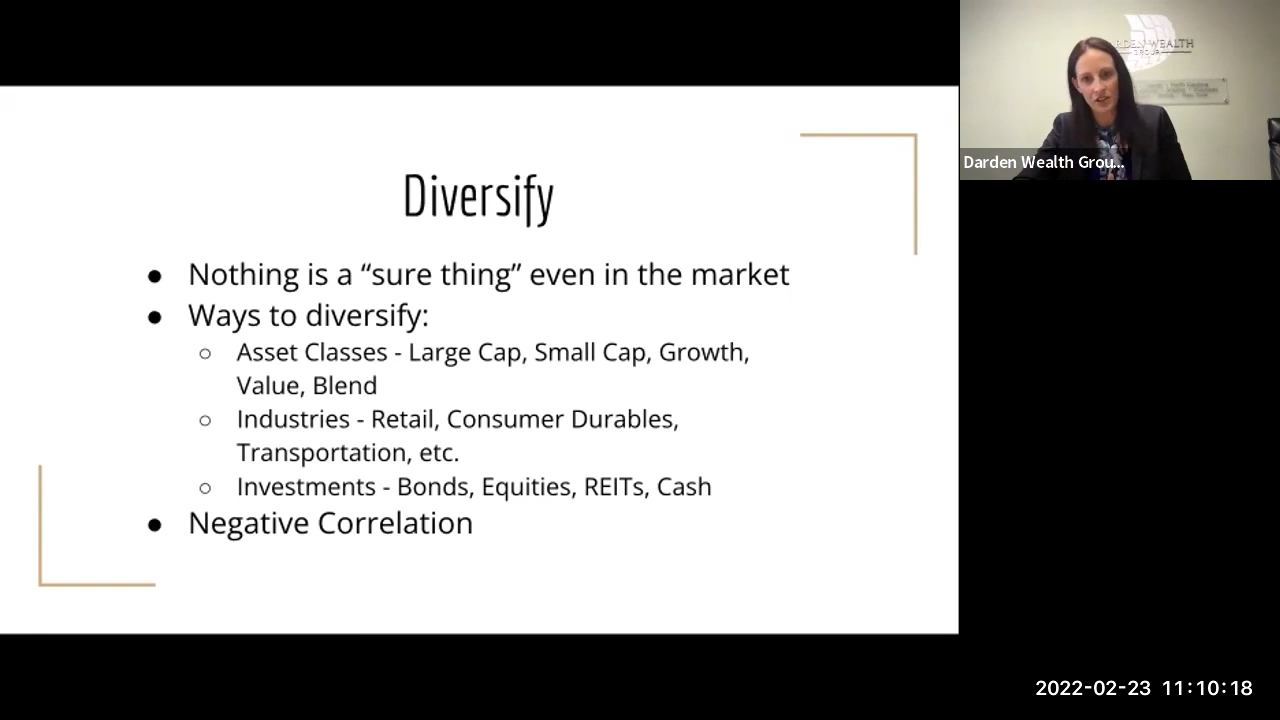 Diversify
● Nothing is a “sure thing” even in the market
● Ways to diversify:
○ Asset Classes - Large Cap, Small Cap, Growth,
Value, Blend
○ Industries - Retail, Consumer Durables,
Transportation, etc.
○ Investments - Bonds, Equities, REITs, Cash
● Negative Correlation
WEALTH
GROUP
Darden Wealth Grou...
2022-02-23 11:10:18